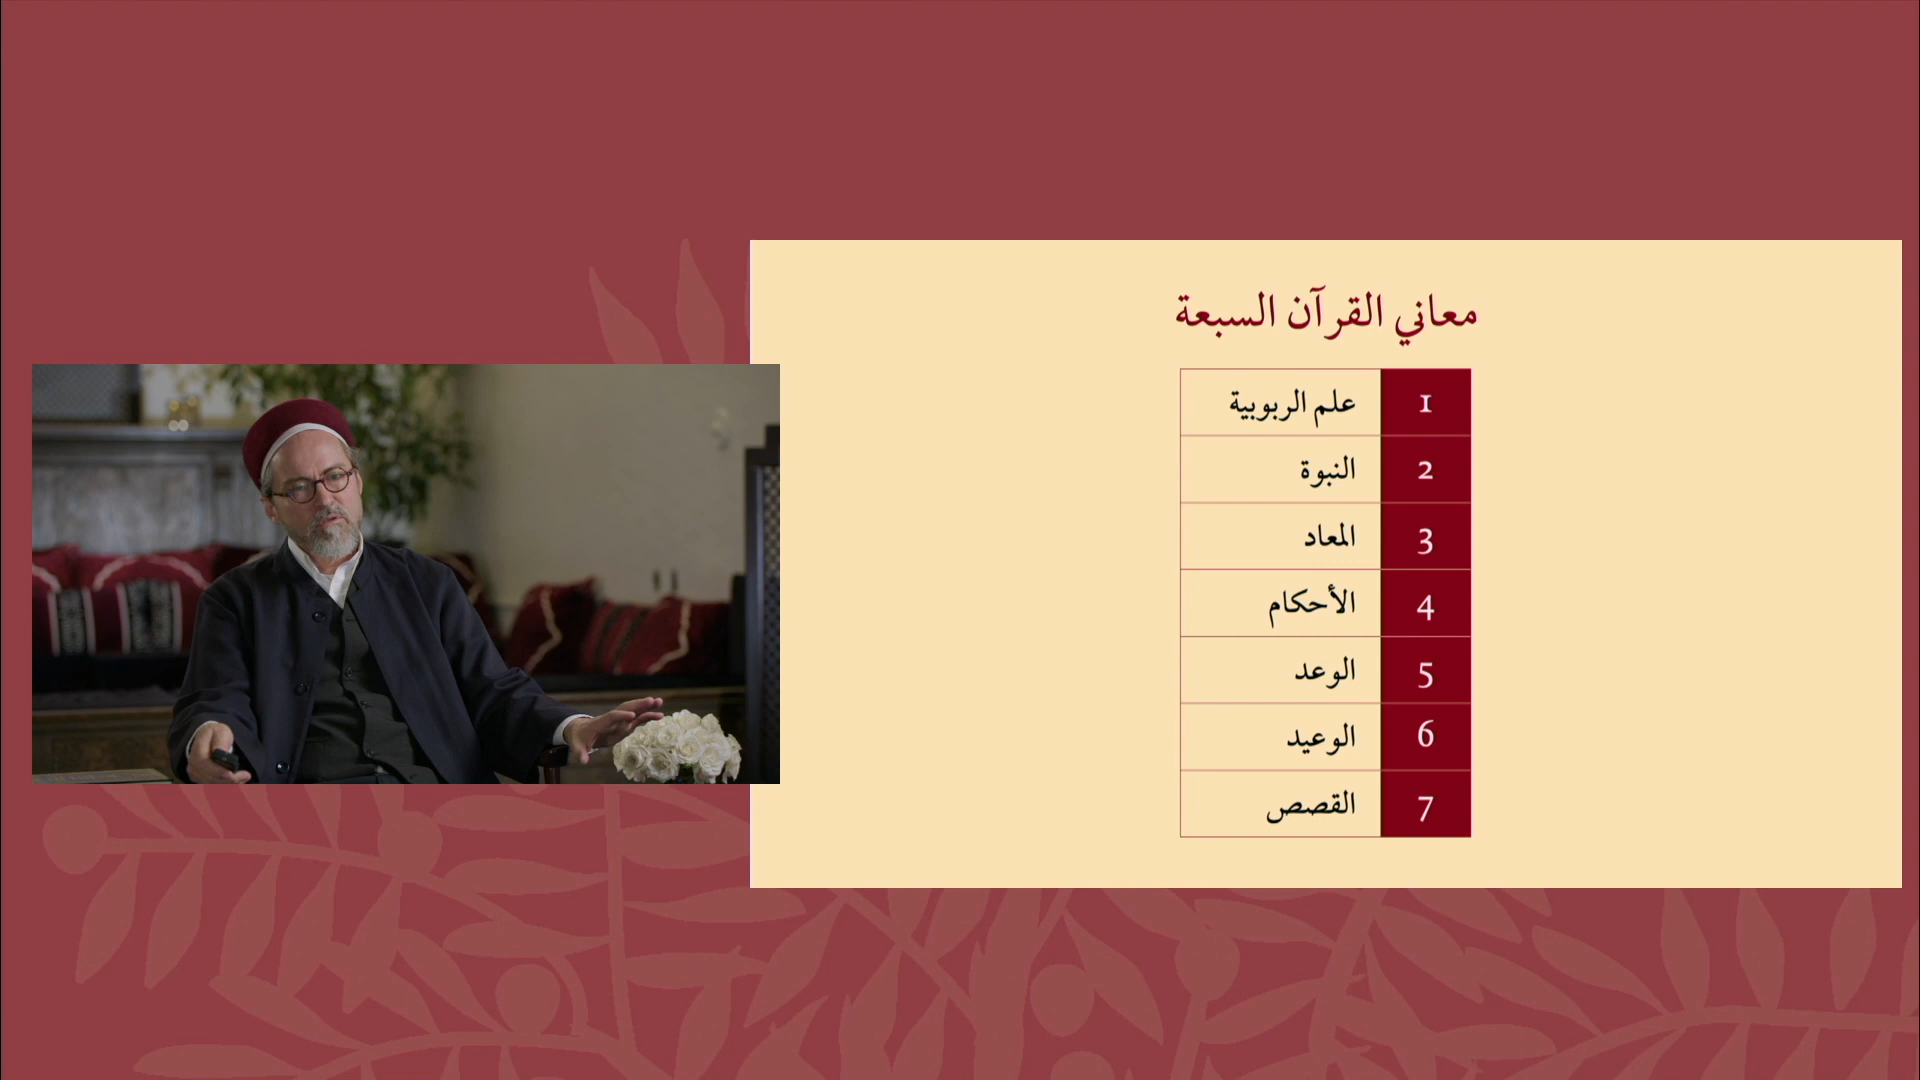 معاني القرآن السبعة
1 علم الربوبية
2 النبوة
3 المعاد
4 الأحكام
5 الوعد
6 الوعيد
7 القصص